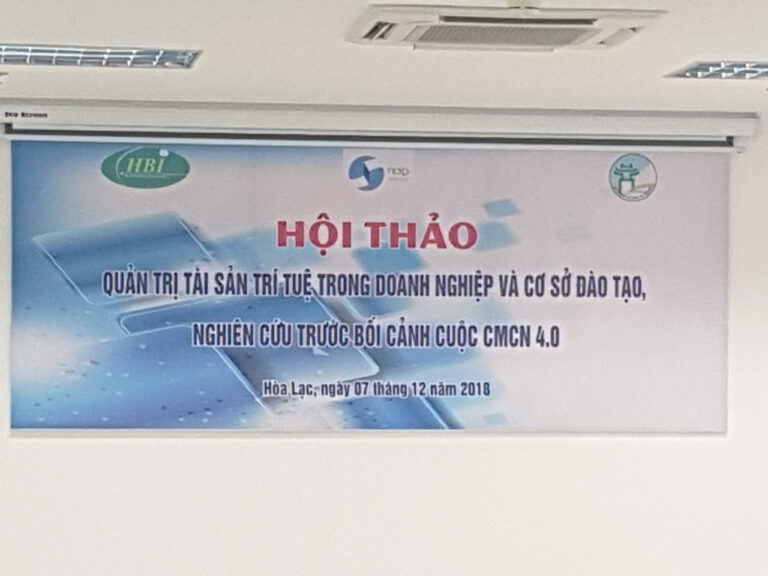 HBI
HỘI THẢO
QUẢN TRỊ TÀI SẢN TRÍ TUỆ TRONG DOANH NGHIỆP VÀ CƠ SỞ ĐÀO TẠO,
NGHIÊN CỨU TRƯỚC BỐI CẢNH CUỘC CMCN 4.0
Hòa Lạc, ngày 07 tháng 12 năm 2018